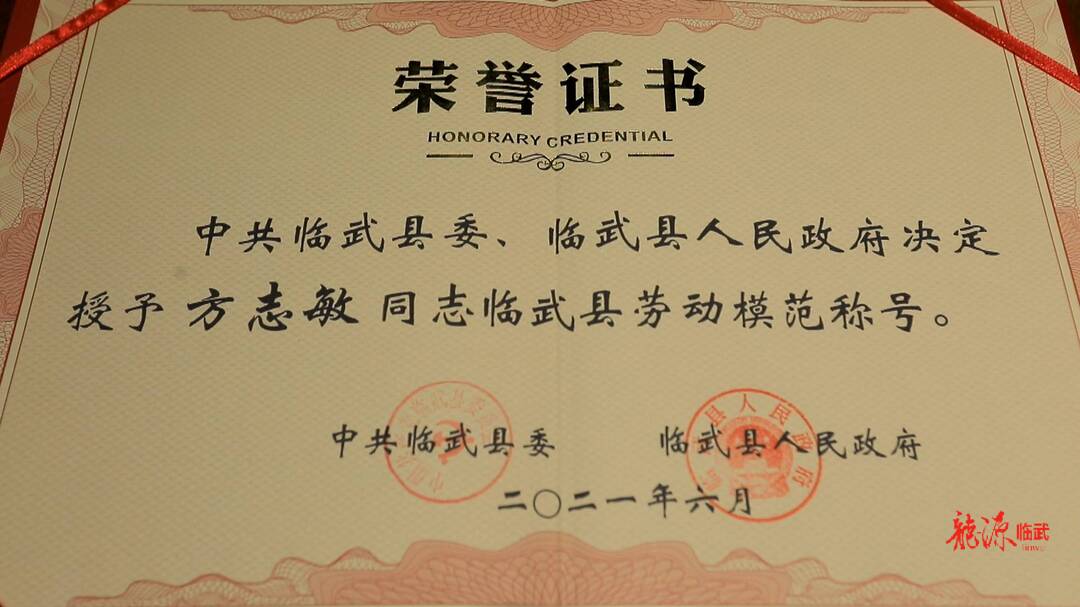 荣誉证书
HONORARY CREDENTIAL
中共临武县委、临武县人民政府决定
授予方志敏同志临武县劳动模范称号。
中共临武县委 临武县人民政府
二〇二一年六月
龍源临武